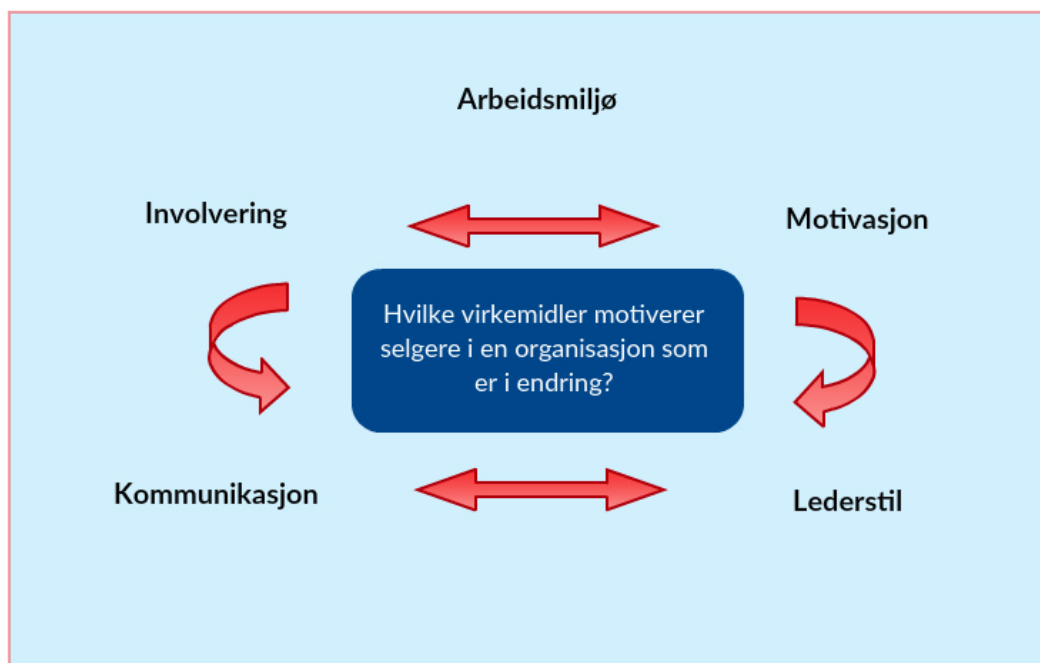 Arbeidsmiljø
Involvering
Motivasjon
Hvilke virkemidler motiverer
selgere i en organisasjon som
er i endring?
Kommunikasjon
Lederstil